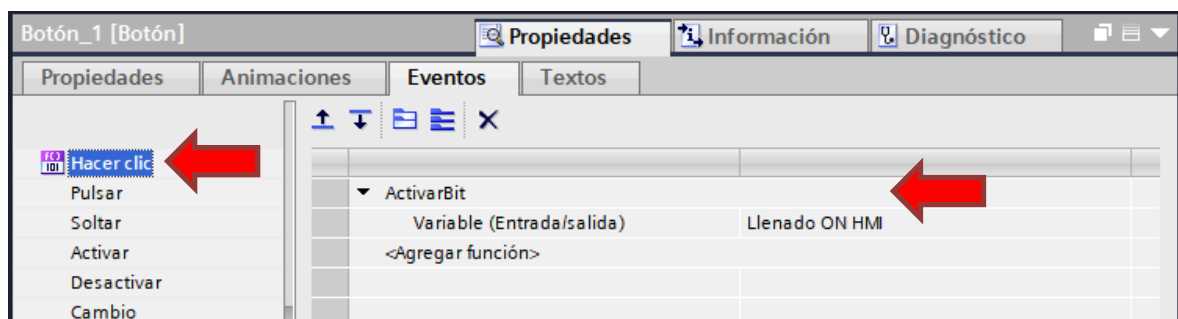 Botón_1 [Botón]
Propiedades
Información
Diagnóstico
Propiedades
Animaciones
Eventos
Textos
Hacer clic
Pulsar
Soltar
Activar
Desactivar
Cambio
ActivarBit
Variable (Entrada/salida)
Llenado ON HMI
<Agregar función>